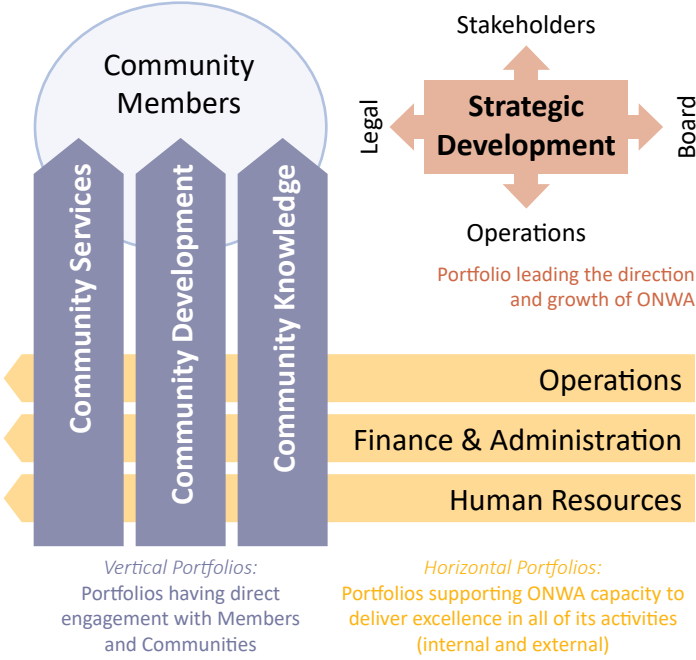 Community
Members
Community Services
Community Development
Community Knowledge
Stakeholders
Legal
Strategic
Development
Board
Operations
Portfolio leading the direction
and growth of ONWA
Operations
Finance & Administration
Human Resources
Vertical Portfolios:
Portfolios having direct
engagement with Members
and Communities
Horizontal Portfolios:
Portfolios supporting ONWA capacity to
deliver excellence in all of its activities
(internal and external)